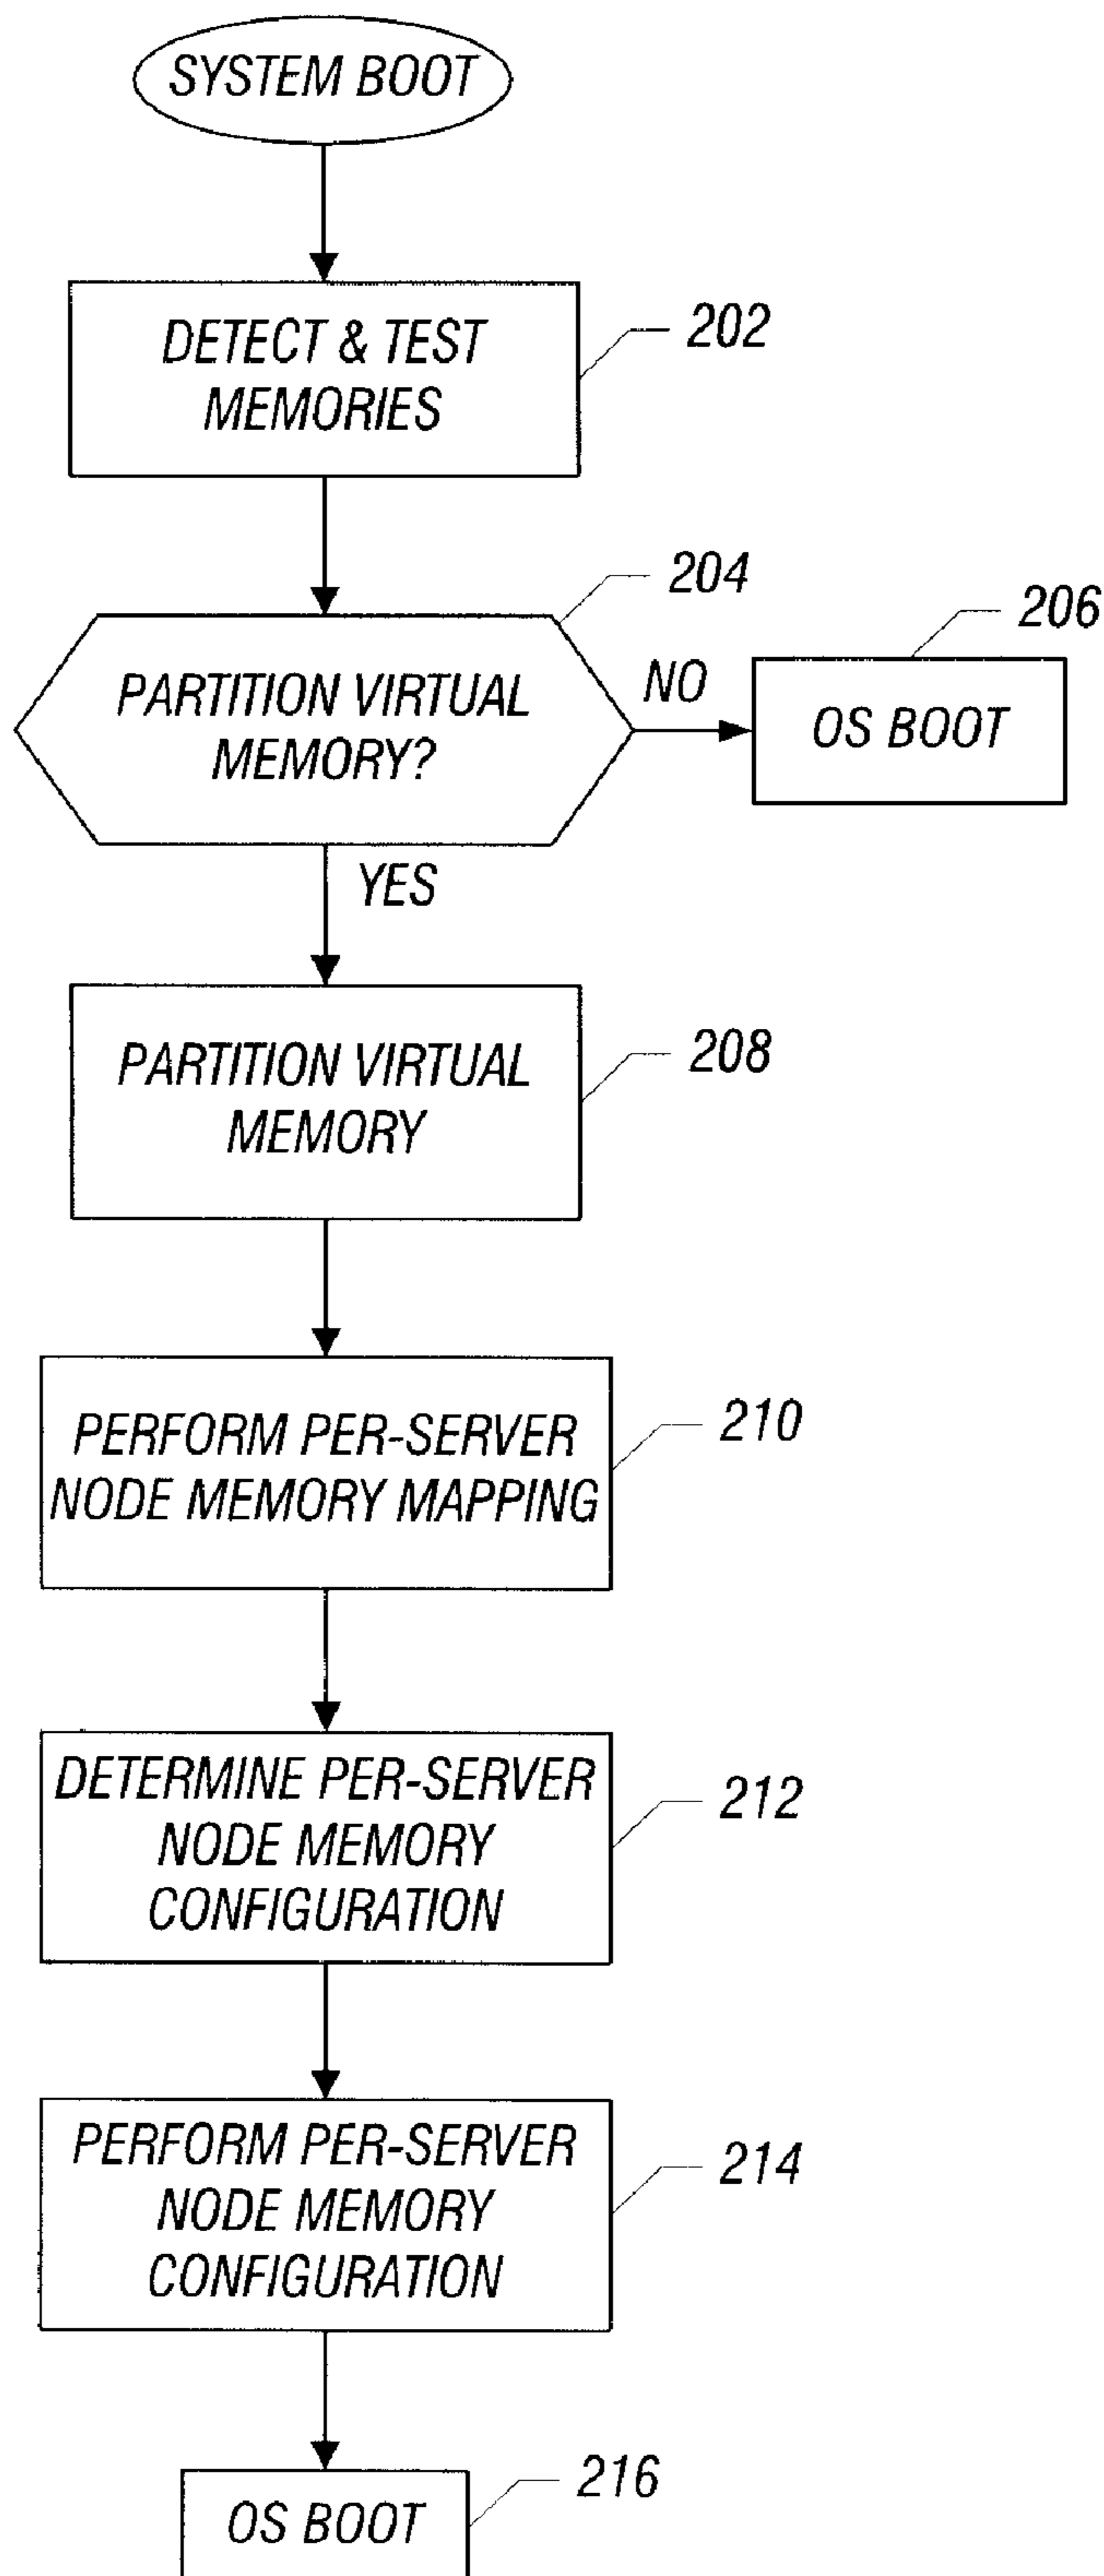 SYSTEM BOOT
DETECT & TEST
MEMORIES
202
204
PARTITION VIRTUAL
MEMORY?
NO
206
OS BOOT
YES
PARTITION VIRTUAL
MEMORY
208
PERFORM PER-SERVER
NODE MEMORY MAPPING
210
DETERMINE PER-SERVER
NODE MEMORY
CONFIGURATION
212
PERFORM PER-SERVER
NODE MEMORY
CONFIGURATION
214
OS BOOT
216